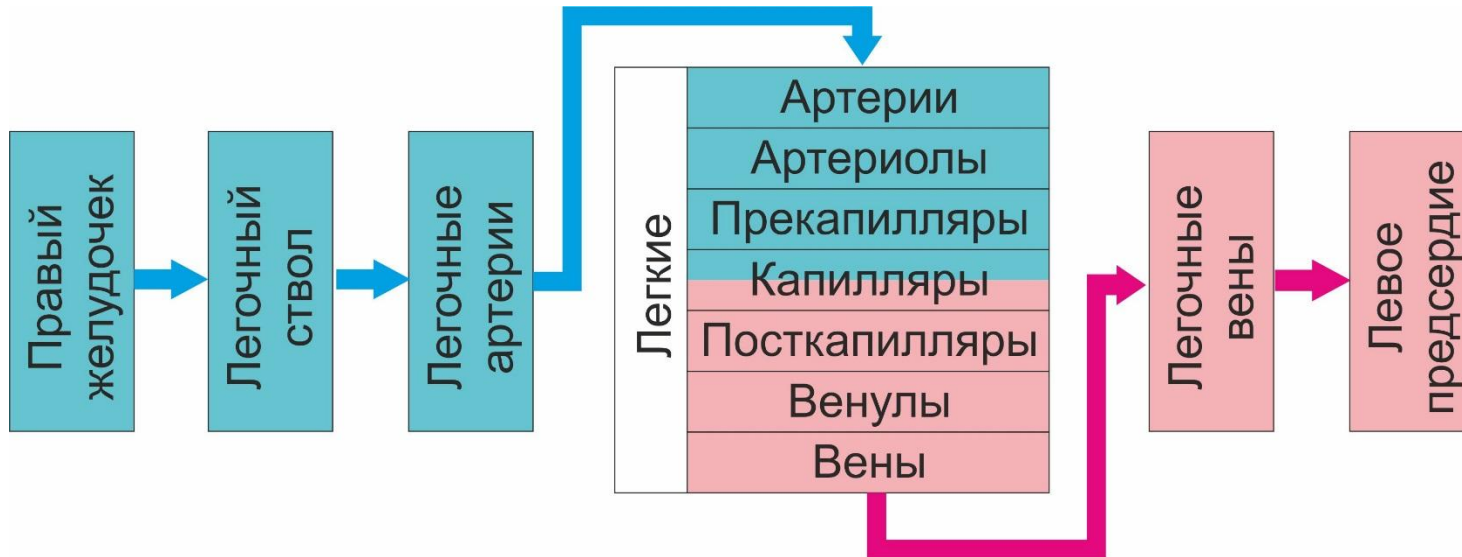 Правый
желудочек
Легочный
ствол
Легочные
артерии
Легкие
Артерии
Артериолы
Прекапилляры
Капилляры
Посткапилляры
Венулы
Вены
Легочные
вены
Левое
предсердие